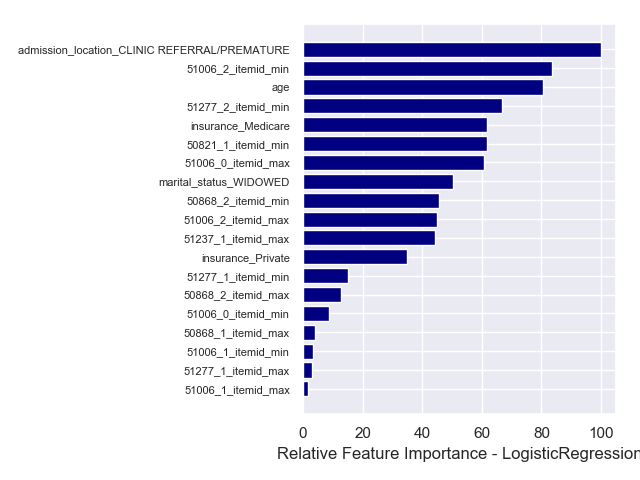 admission_location_CLINIC REFERRAL/PREMATURE
51006_2_itemid_min
age
51277_2_itemid_min
insurance_Medicare
50821_1_itemid_min
51006_0_itemid_max
marital_status_WIDOWED
50868_2_itemid_min
51006_2_itemid_max
51237_1_itemid_max
insurance_Private
51277_1_itemid_min
50868_2_itemid_max
51006_0_itemid_min
50868_1_itemid_max
51006_1_itemid_min
51277_1_itemid_max
51006_1_itemid_max
0 20 40 60 80 100
Relative Feature Importance - LogisticRegression